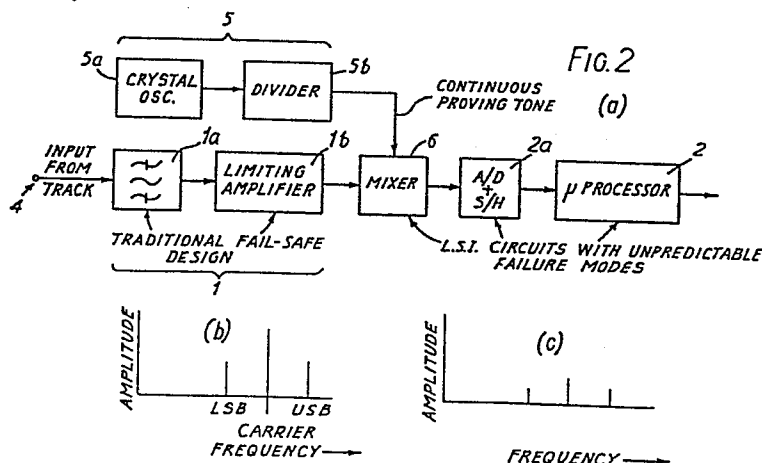 5
FIG.2
(a)
5a
CRYSTAL
OSC.
DIVIDER
5b
CONTINUOUS
PROVING TONE
INPUT
FROM
TRACK
4
1a
LIMITING
AMPLIFIER
1b
6
MIXER
2a
A/D
+
S/H
2
μ PROCESSOR
TRADITIONAL FAIL-SAFE
DESIGN
1
L.S.I. CIRCUITS WITH UNPREDICTABLE
FAILURE MODES
(b)
AMPLITUDE
LSB
USB
CARRIER
FREQUENCY
(c)
AMPLITUDE
FREQUENCY